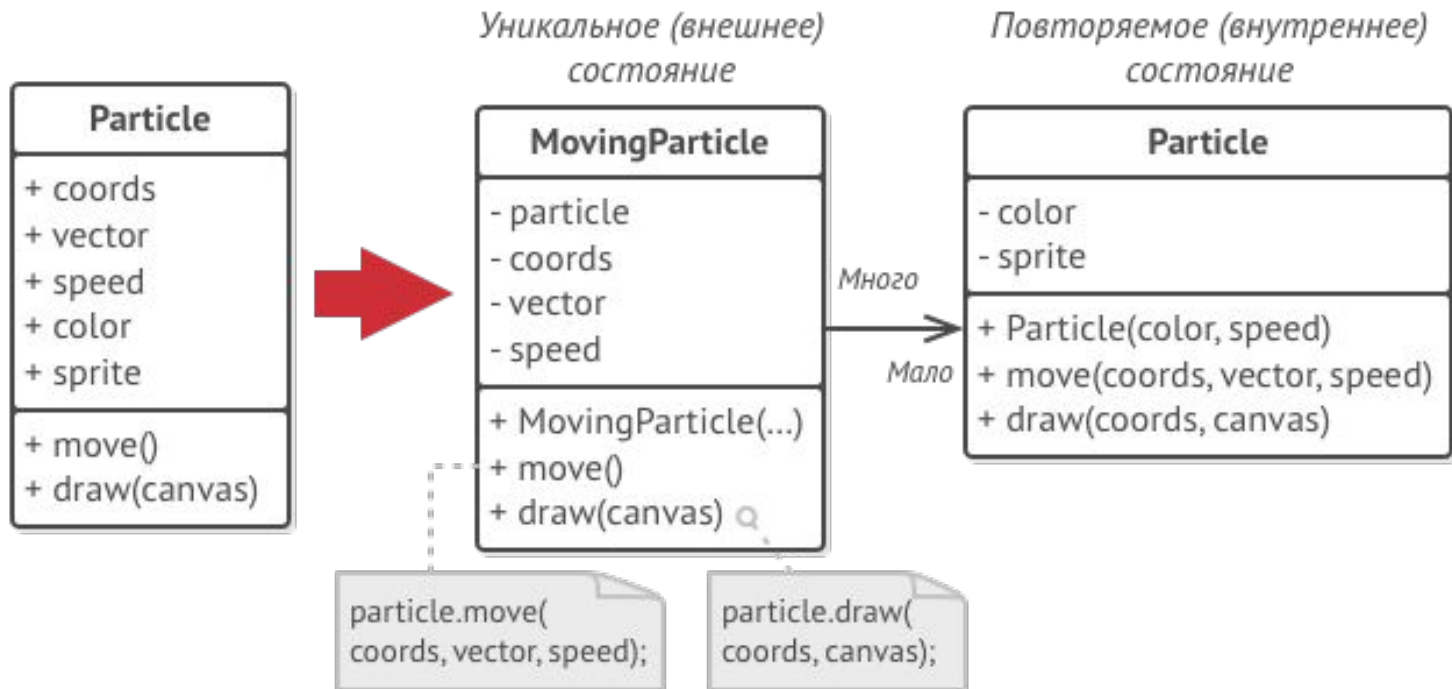 Уникальное (внешнее)
состояние
Повторяемое (внутреннее)
состояние
Particle
+ coords
+ vector
+ speed
+ color
+ sprite
+ move()
+ draw(canvas)
MovingParticle
- particle
- coords
- vector
- speed
+ MovingParticle(...)
+ move()
+ draw(canvas)
particle.move(
coords, vector, speed);
particle.draw(
coords, canvas);
Много
Мало
Particle
- color
- sprite
+ Particle(color, speed)
+ move(coords, vector, speed)
+ draw(coords, canvas)